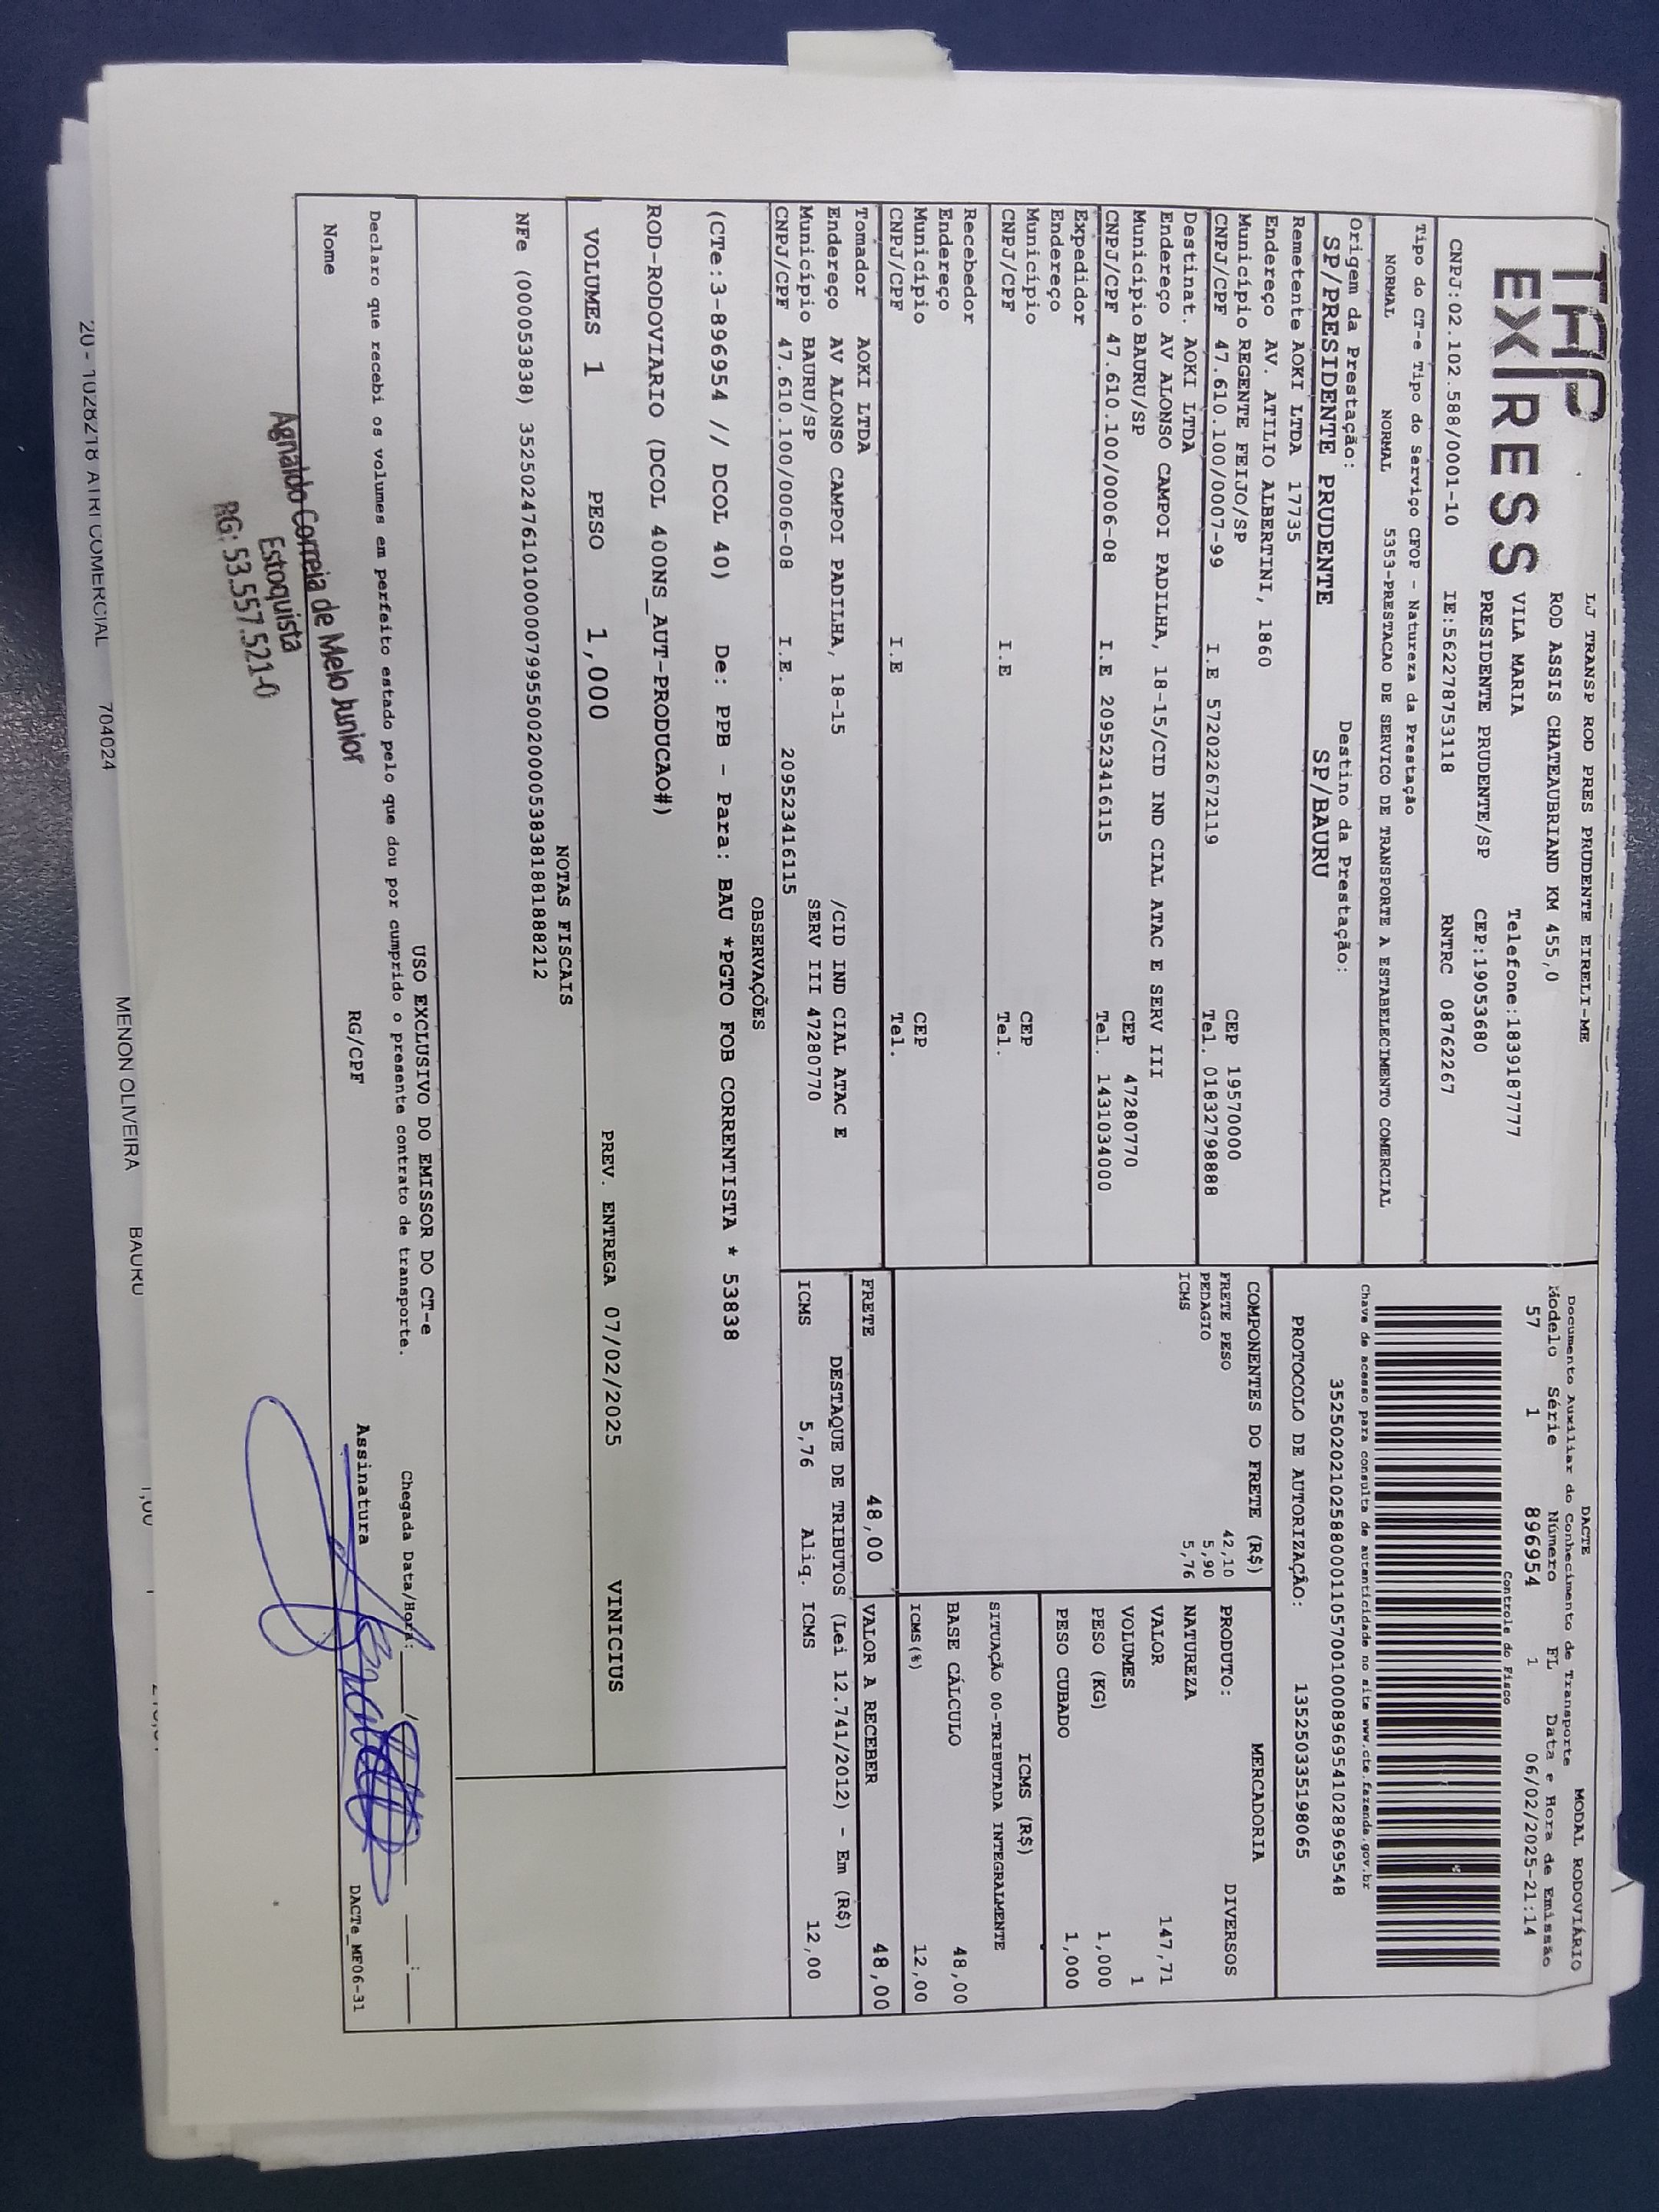 TAP
EXPRESS
LJ TRANSP ROD PRES PRUDENTE EIRELI-ME
ROD ASSIS CHATEAUBRIAND KM 455,0
VILA MARIA Telefone:1839187777
PRESIDENTE PRUDENTE/SP CEP:19053680
CNPJ:02.102.588/0001-10 IE:562278753118 RNTRC 08762267
DACTE MODAL RODOVIÁRIO
Documento Auxiliar do Conhecimento de Transporte
Modelo Série Número FL Data e Hora de Emissão
57 1 896954 1 06/02/2025-21:14
Controle do Fisco
Chave de acesso para consulta de autenticidade no site www.cte.fazenda.gov.br
35250202102588000110570010008969541028969548
PROTOCOLO DE AUTORIZAÇÃO: 135250335198065
Tipo do CT-e Tipo do Serviço CFOP - Natureza da Prestação
NORMAL NORMAL 5353-PRESTACAO DE SERVICO DE TRANSPORTE A ESTABELECIMENTO COMERCIAL
Origem da Prestação: Destino da Prestação:
SP/PRESIDENTE PRUDENTE SP/BAURU
Remetente AOKI LTDA 17735
Endereço AV. ATILIO ALBERTINI, 1860
Município REGENTE FEIJO/SP CEP 19570000
CNPJ/CPF 47.610.100/0007-99 I.E 572022672119 Tel. 01832798888
Destinat. AOKI LTDA
Endereço AV ALONSO CAMPOI PADILHA, 18-15/CID IND CIAL ATAC E SERV III
Município BAURU/SP CEP 47280770
CNPJ/CPF 47.610.100/0006-08 I.E 209523416115 Tel. 1431034000
Expedidor
Endereço
Município CEP
CNPJ/CPF I.E Tel.
Recebedor
Endereço
Município CEP
CNPJ/CPF I.E Tel.
Tomador AOKI LTDA
Endereço AV ALONSO CAMPOI PADILHA, 18-15 /CID IND CIAL ATAC E
Município BAURU/SP SERV III 47280770
CNPJ/CPF 47.610.100/0006-08 I.E. 209523416115
COMPONENTES DO FRETE (R$)
FRETE PESO 42,10
PEDAGIO 5,90
ICMS 5,76
MERCADORIA
PRODUTO: DIVERSOS
NATUREZA
VALOR 147,71
VOLUMES 1
PESO (KG) 1,000
PESO CUBADO 1,000
ICMS (R$)
SITUAÇÃO 00-TRIBUTADA INTEGRALMENTE
BASE CÁLCULO 48,00
ICMS(%) 12,00
FRETE 48,00 VALOR A RECEBER 48,00
DESTAQUE DE TRIBUTOS (Lei 12.741/2012) - Em (R$)
ICMS 5,76 Aliq. ICMS 12,00
OBSERVAÇÕES
(CTe:3-896954 // DCOL 40) De: PPB - Para: BAU *PGTO FOB CORRENTISTA * 53838
ROD-RODOVIARIO (DCOL 40ONS_AUT-PRODUCAO#)
VOLUMES 1 PESO 1,000 PREV. ENTREGA 07/02/2025 VINICIUS
NOTAS FISCAIS
NFe (000053838) 35250247610100000799550020000538381881888212
USO EXCLUSIVO DO EMISSOR DO CT-e
Declaro que recebi os volumes em perfeito estado pelo que dou por cumprido o presente contrato de transporte.
Chegada Data/Hora:
Nome RG/CPF Assinatura DACTe_MF06-31
Agnaldo Correia de Melo Junior
Estoquista
RG: 53.557.521-0
20 - 1028218 ATRI COMERCIAL 704024 MENON OLIVEIRA BAURU